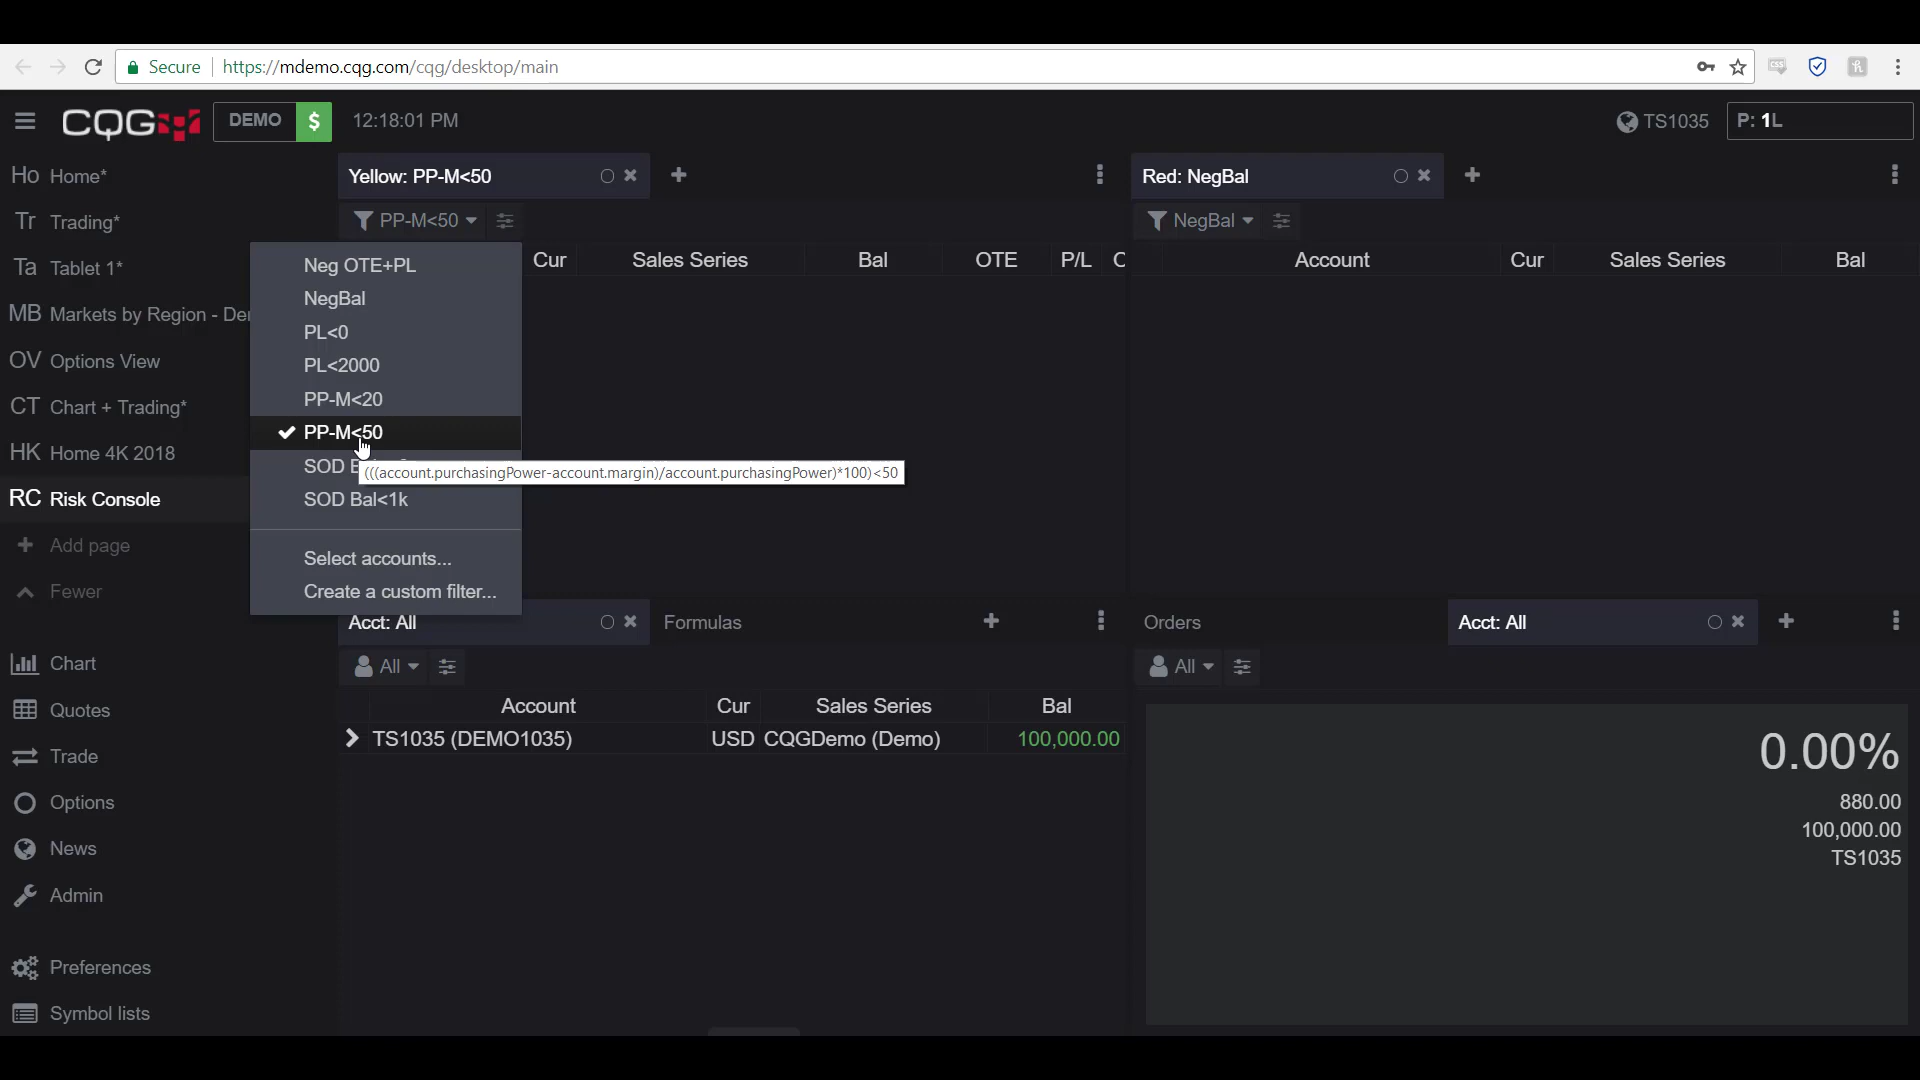 Secure https://mdemo.cqg.com/cqg/desktop/main
CQG DEMO $ 12:18:01 PM TS1035 P: 1L
Ho Home*
Tr Trading*
Ta Tablet 1*
MB Markets by Region - De
OV Options View
CT Chart + Trading*
HK Home 4K 2018
RC Risk Console
Add page
Fewer
Chart
Quotes
Trade
Options
News
Admin
Preferences
Symbol lists
Yellow: PP-M<50
PP-M<50
Cur Sales Series Bal OTE P/L C
Neg OTE+PL
NegBal
PL<0
PL<2000
PP-M<20
PP-M<50
SOD
(((account.purchasingPower-account.margin)/account.purchasingPower)*100)<50
SOD Bal<1k
Select accounts...
Create a custom filter...
Red: NegBal
NegBal
Account Cur Sales Series Bal
Acct: All Formulas
All
Account Cur Sales Series Bal
TS1035 (DEMO1035) USD CQGDemo (Demo) 100,000.00
Orders Acct: All
All
0.00%
880.00
100,000.00
TS1035